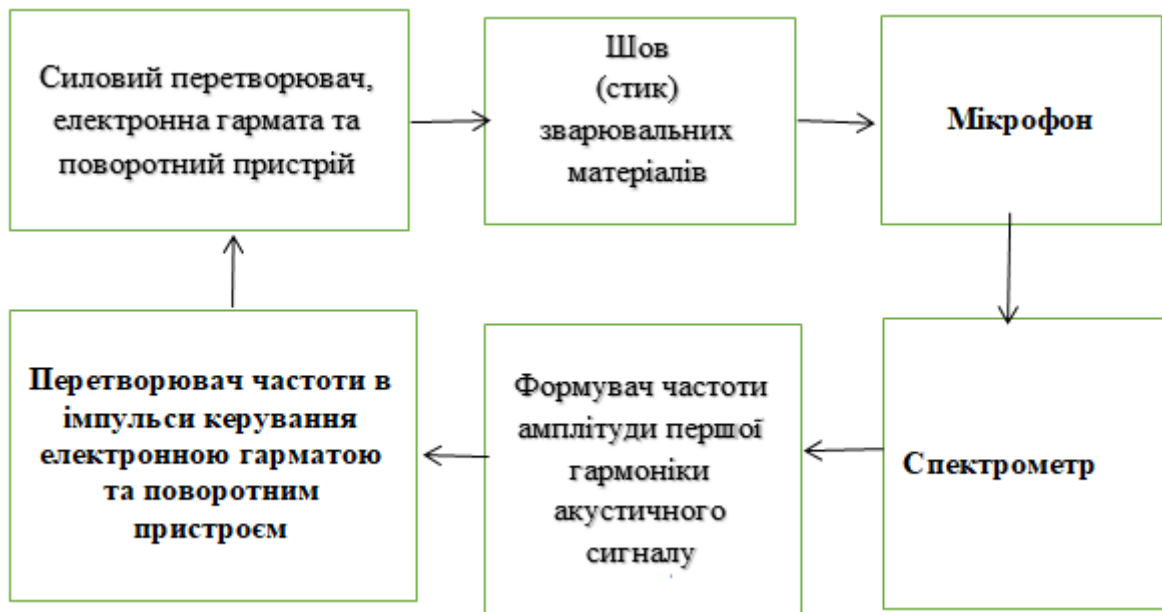 Силовий перетворювач,
електронна гармата та
поворотний пристрій
Шов
(стик)
зварювальних
матеріалів
Мікрофон
Перетворювач частоти в
імпульси керування
електронною гарматою
та поворотним
пристроєм
Формувач частоти
амплітуди першої
гармоніки
акустичного
сигналу
Спектрометр